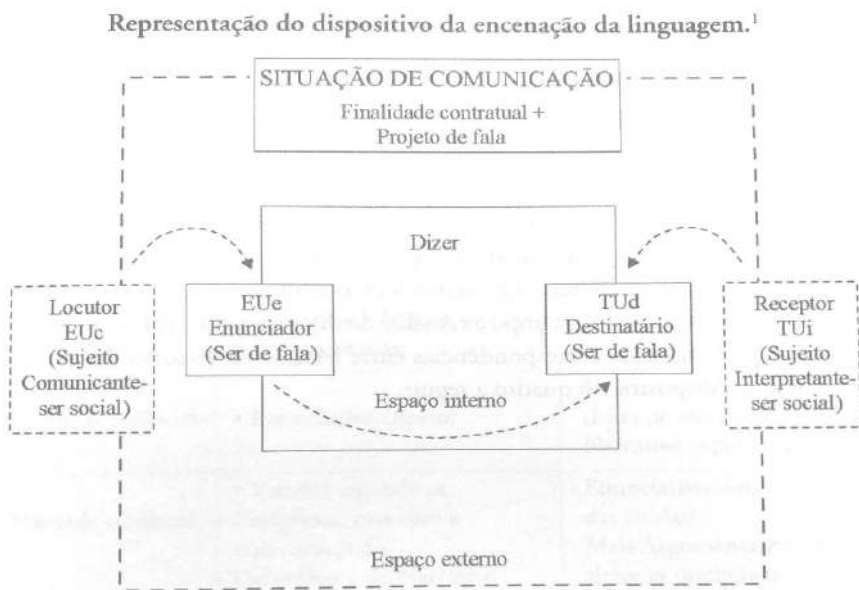 Representação do dispositivo da encenação da linguagem.¹
SITUAÇÃO DE COMUNICAÇÃO
Finalidade contratual +
Projeto de fala
Dizer
Locutor
EUc
(Sujeito
Comunicante-
ser social)
EUe
Enunciador
(Ser de fala)
TUd
Destinatário
(Ser de fala)
Receptor
TUi
(Sujeito
Interpretante-
ser social)
Espaço interno
Espaço externo